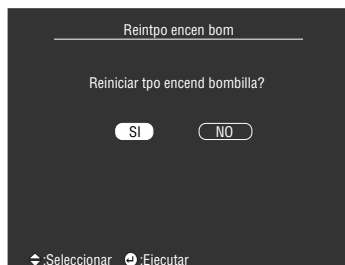 Reintpo encen bom
Reiniciar tpo encend bombilla?
SI NO
:Seleccionar :Ejecutar